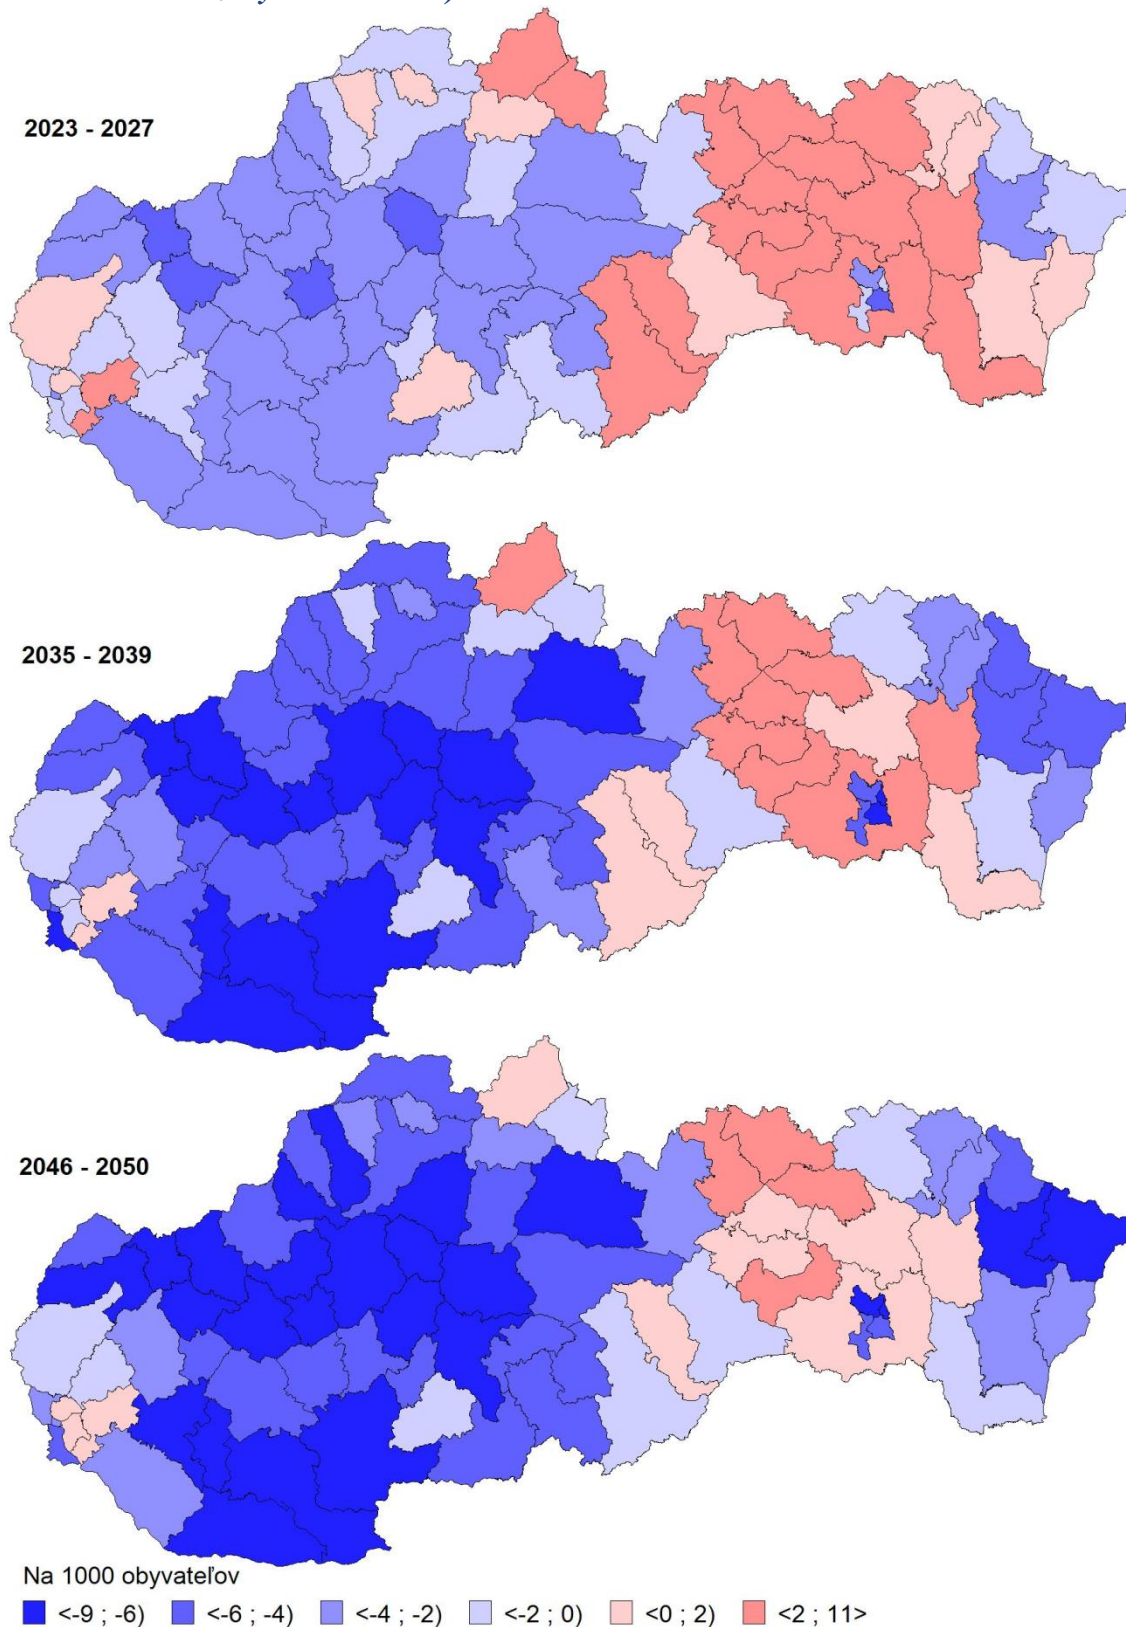 2023 - 2027
2035 - 2039
2046 - 2050
Na 1000 obyvateľov
<-9 ; -6) <-6 ; -4) <-4 ; -2) <-2 ; 0) <0 ; 2) <2 ; 11>